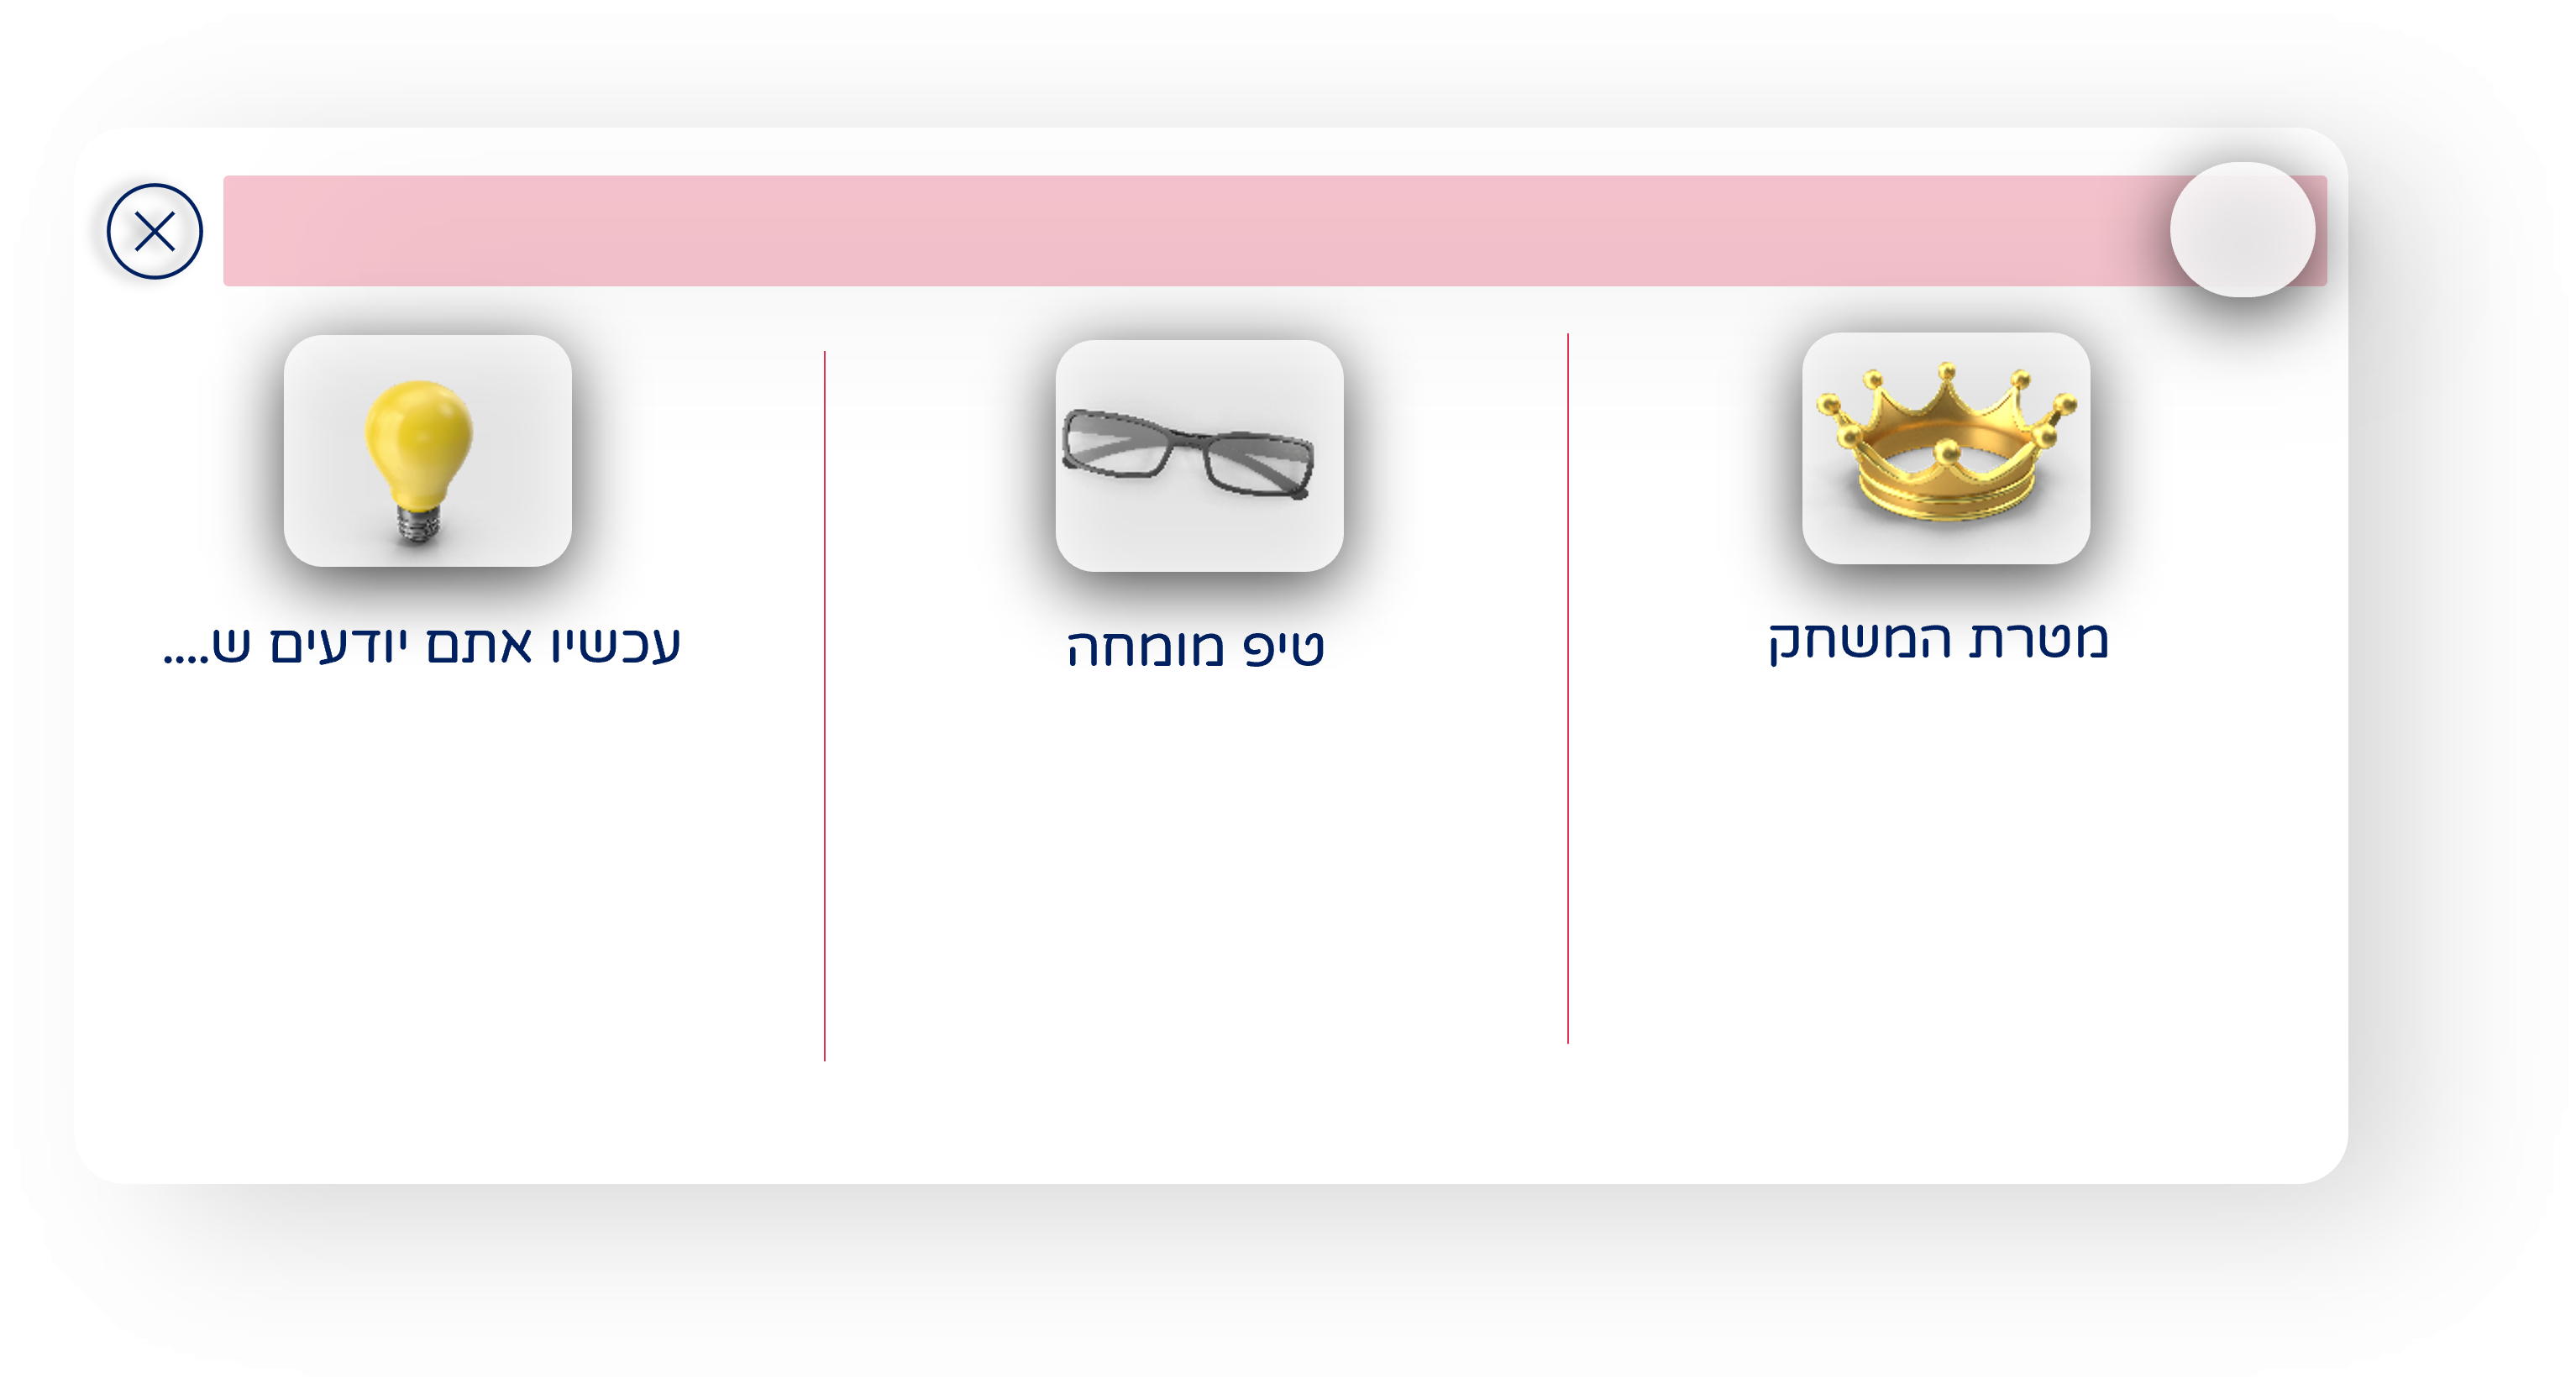 מטרת המשחק
טיפ מומחה
עכשיו אתם יודעים ש....